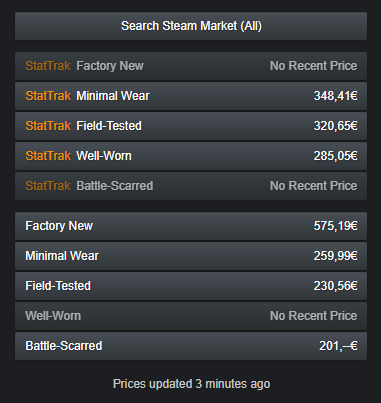 Search Steam Market (All)
StatTrak Factory New No Recent Price
StatTrak Minimal Wear 348,41€
StatTrak Field-Tested 320,65€
StatTrak Well-Worn 285,05€
StatTrak Battle-Scarred No Recent Price
Factory New 575,19€
Minimal Wear 259,99€
Field-Tested 230,56€
Well-Worn No Recent Price
Battle-Scarred 201,--€
Prices updated 3 minutes ago